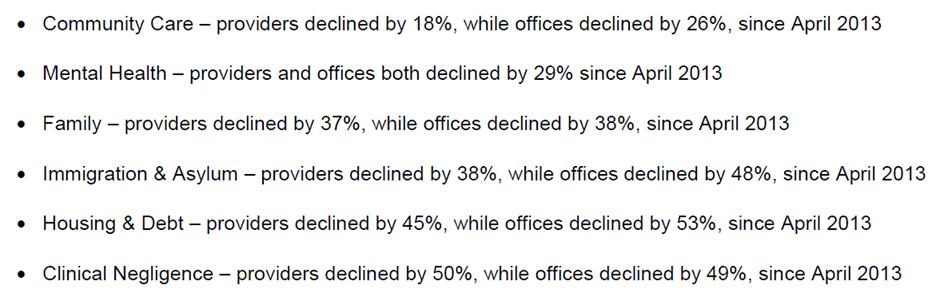 • Community Care – providers declined by 18%, while offices declined by 26%, since April 2013
• Mental Health – providers and offices both declined by 29% since April 2013
• Family – providers declined by 37%, while offices declined by 38%, since April 2013
• Immigration & Asylum – providers declined by 38%, while offices declined by 48%, since April 2013
• Housing & Debt – providers declined by 45%, while offices declined by 53%, since April 2013
• Clinical Negligence – providers declined by 50%, while offices declined by 49%, since April 2013